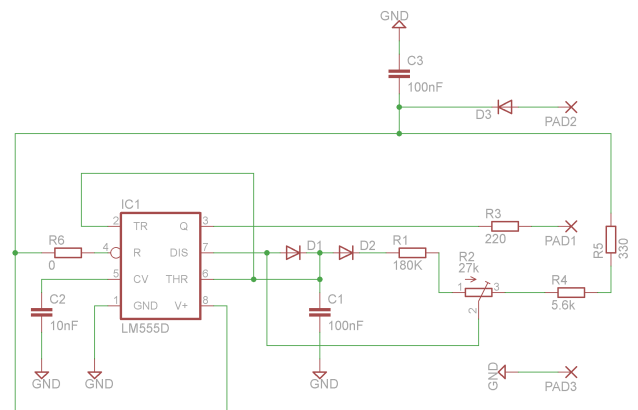 GND
C3
100nF
D3
PAD2
IC1
2 TR Q 3
R3
220
PAD1
R6
0
4 R DIS 7
D1
D2
R1
180K
R5
330
R2
27k
5 CV THR 6
1
3
2
R4
5.6k
C2
10nF
1 GND V+ 8
C1
100nF
LM555D
GND
GND
GND
GND
PAD3